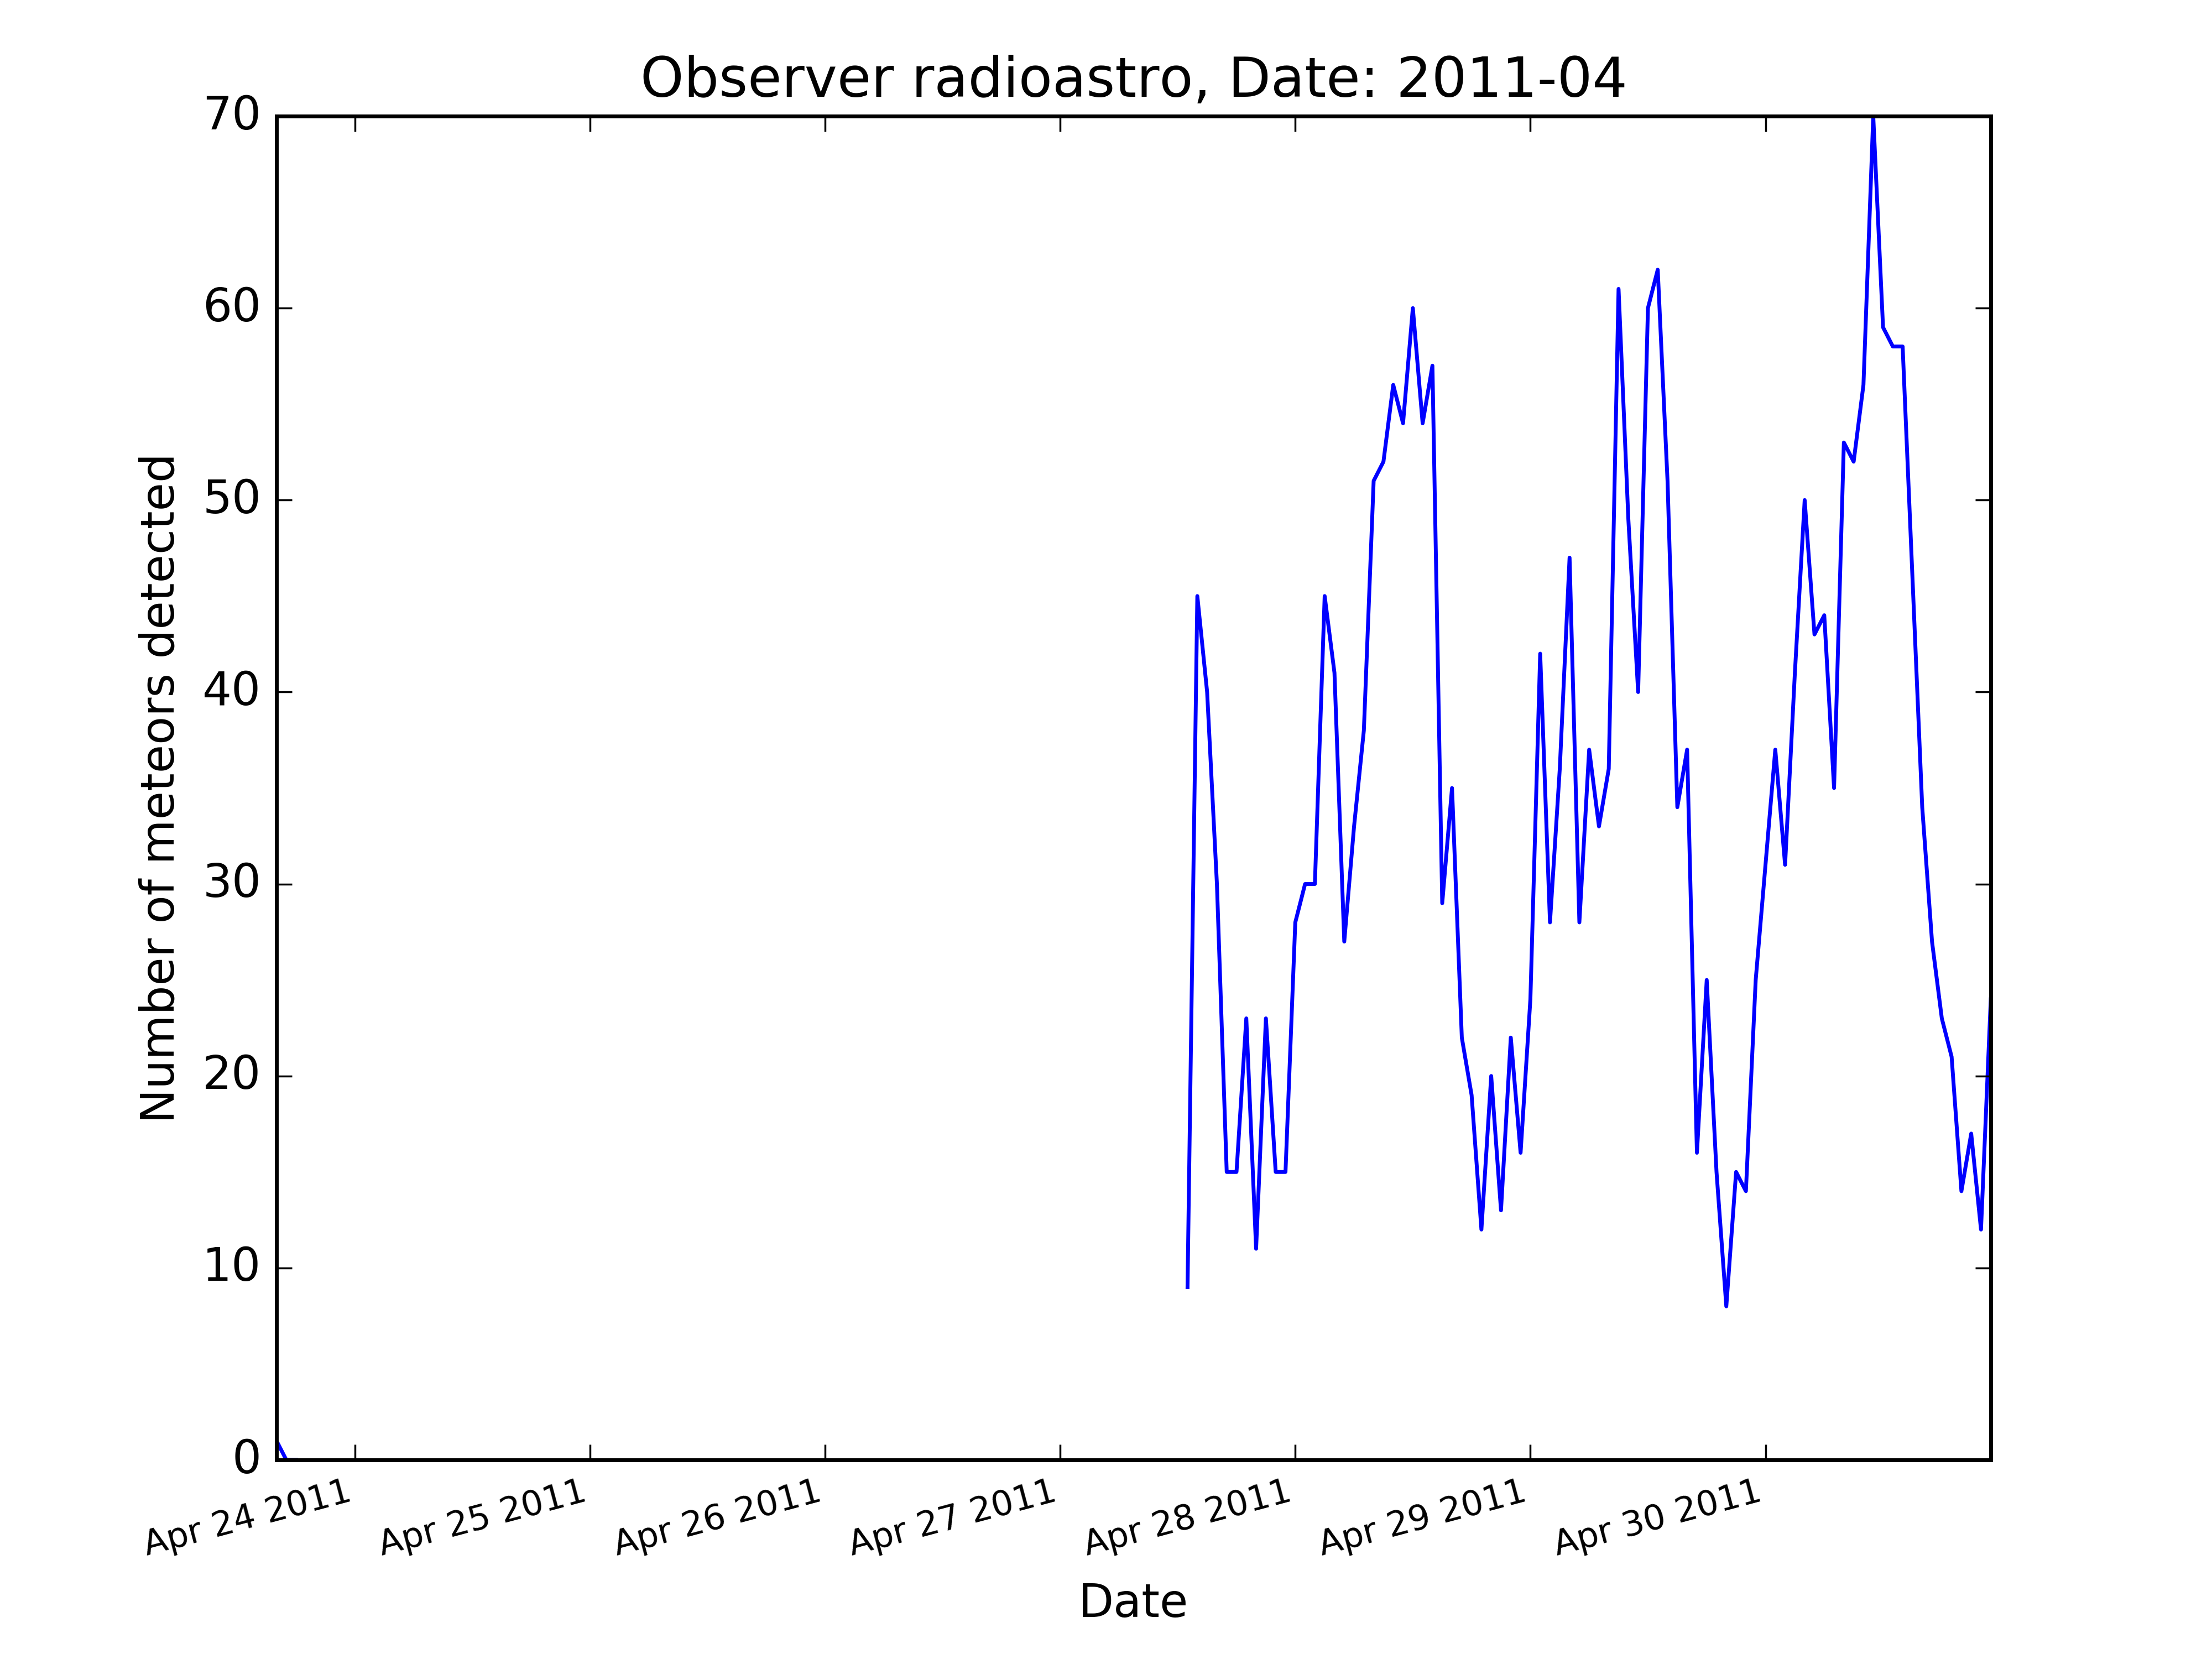 Observer radioastro, Date: 2011-04
Number of meteors detected
70
60
50
40
30
20
10
0
Apr 24 2011
Apr 25 2011
Apr 26 2011
Apr 27 2011
Apr 28 2011
Apr 29 2011
Apr 30 2011
Date